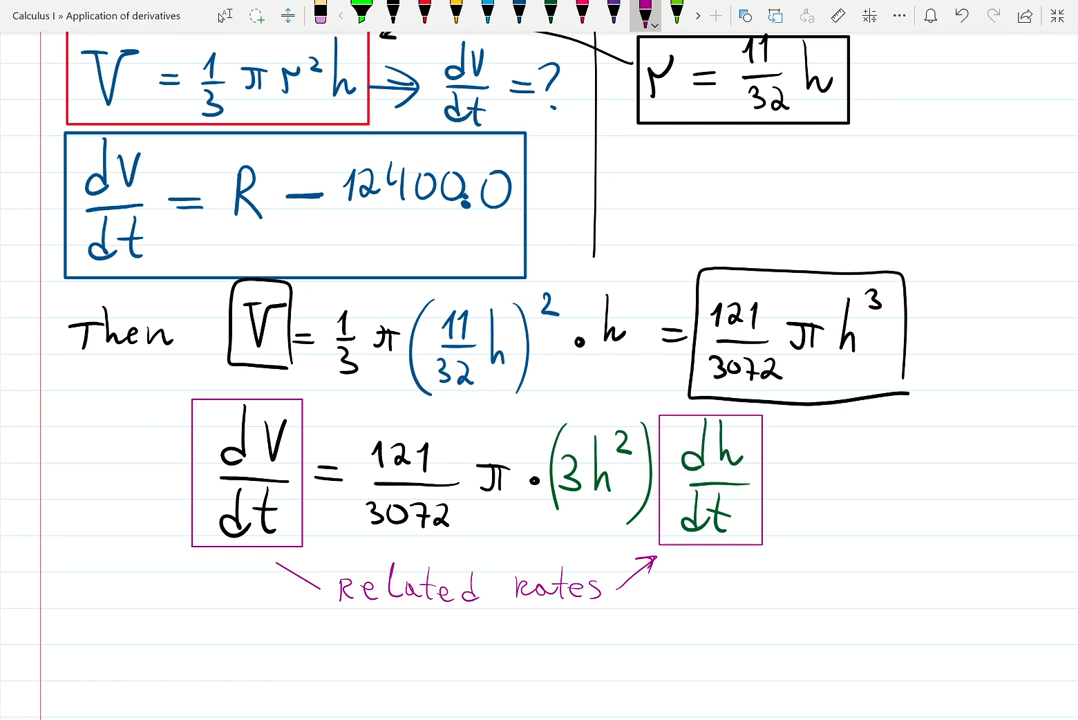 Calculus I » Application of derivatives
V = 1/3 π r² h ⇒ dV/dt = ?
r = 11/32 h
dV/dt = R − 12400.0
Then V = 1/3 π (11/32 h)² · h = 121/3072 π h³
dV/dt = 121/3072 π · (3h²) dh/dt
Related Rates